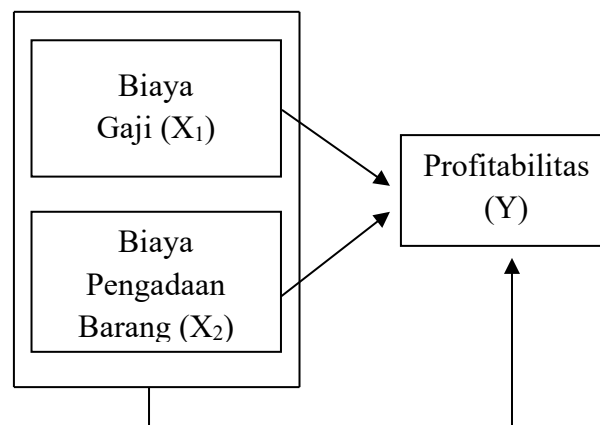 Biaya
Gaji (X₁)
Profitabilitas
(Y)
Biaya
Pengadaan
Barang (X₂)